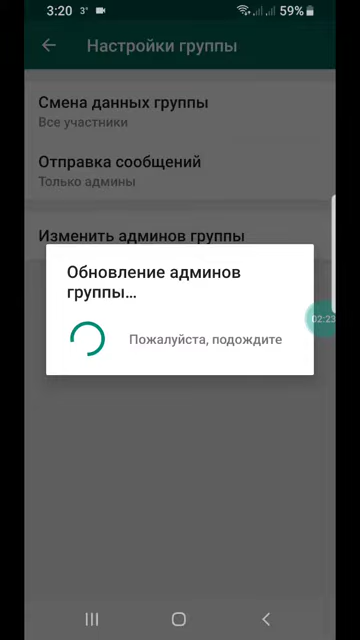 3:20 3° 59%
Настройки группы
Смена данных группы
Все участники
Отправка сообщений
Только админы
Изменить админов группы
Обновление админов
группы...
Пожалуйста, подождите
02:23